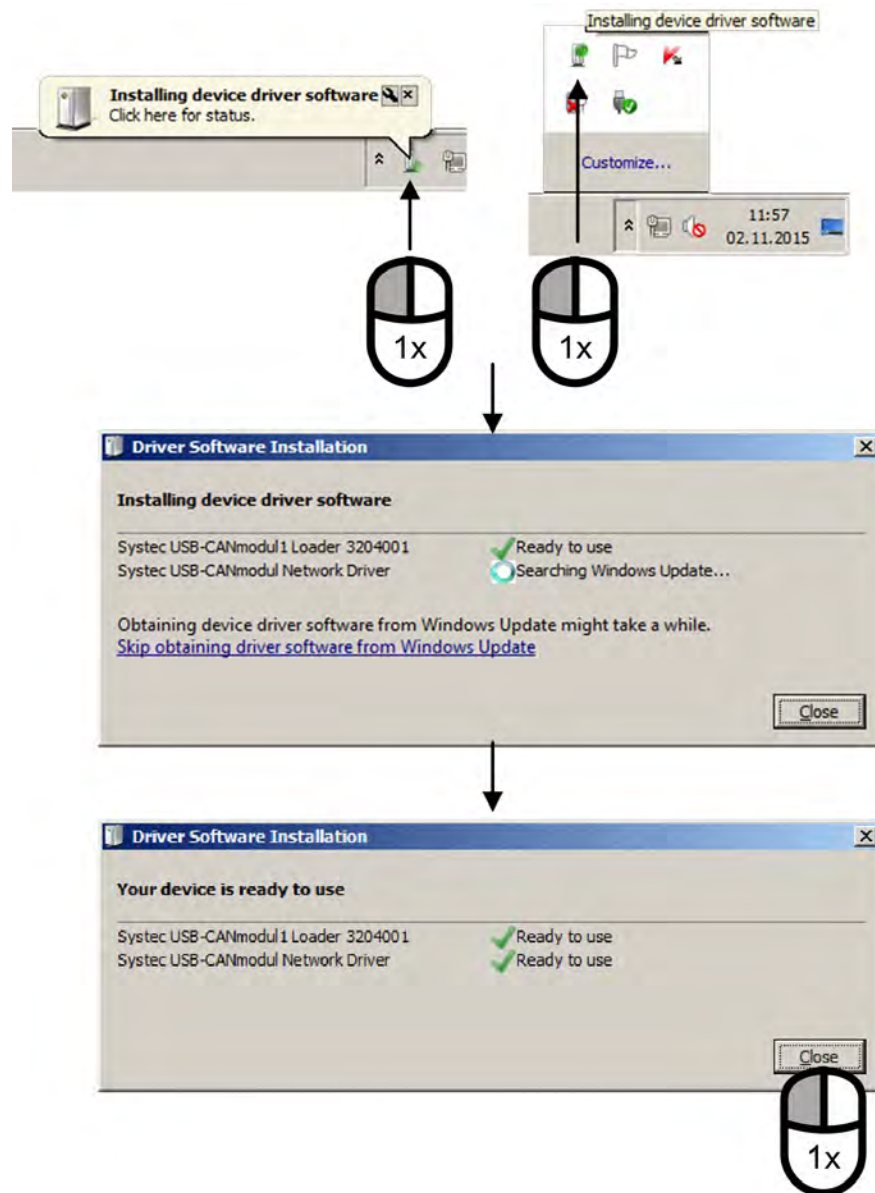 Installing device driver software
Installing device driver software
Click here for status.
Customize...
11:57
02.11.2015
1x
1x
Driver Software Installation
Installing device driver software
Systec USB-CANmodul1 Loader 3204001 Ready to use
Systec USB-CANmodul Network Driver Searching Windows Update...
Obtaining device driver software from Windows Update might take a while.
Skip obtaining driver software from Windows Update
Close
Driver Software Installation
Your device is ready to use
Systec USB-CANmodul1 Loader 3204001 Ready to use
Systec USB-CANmodul Network Driver Ready to use
Close
1x